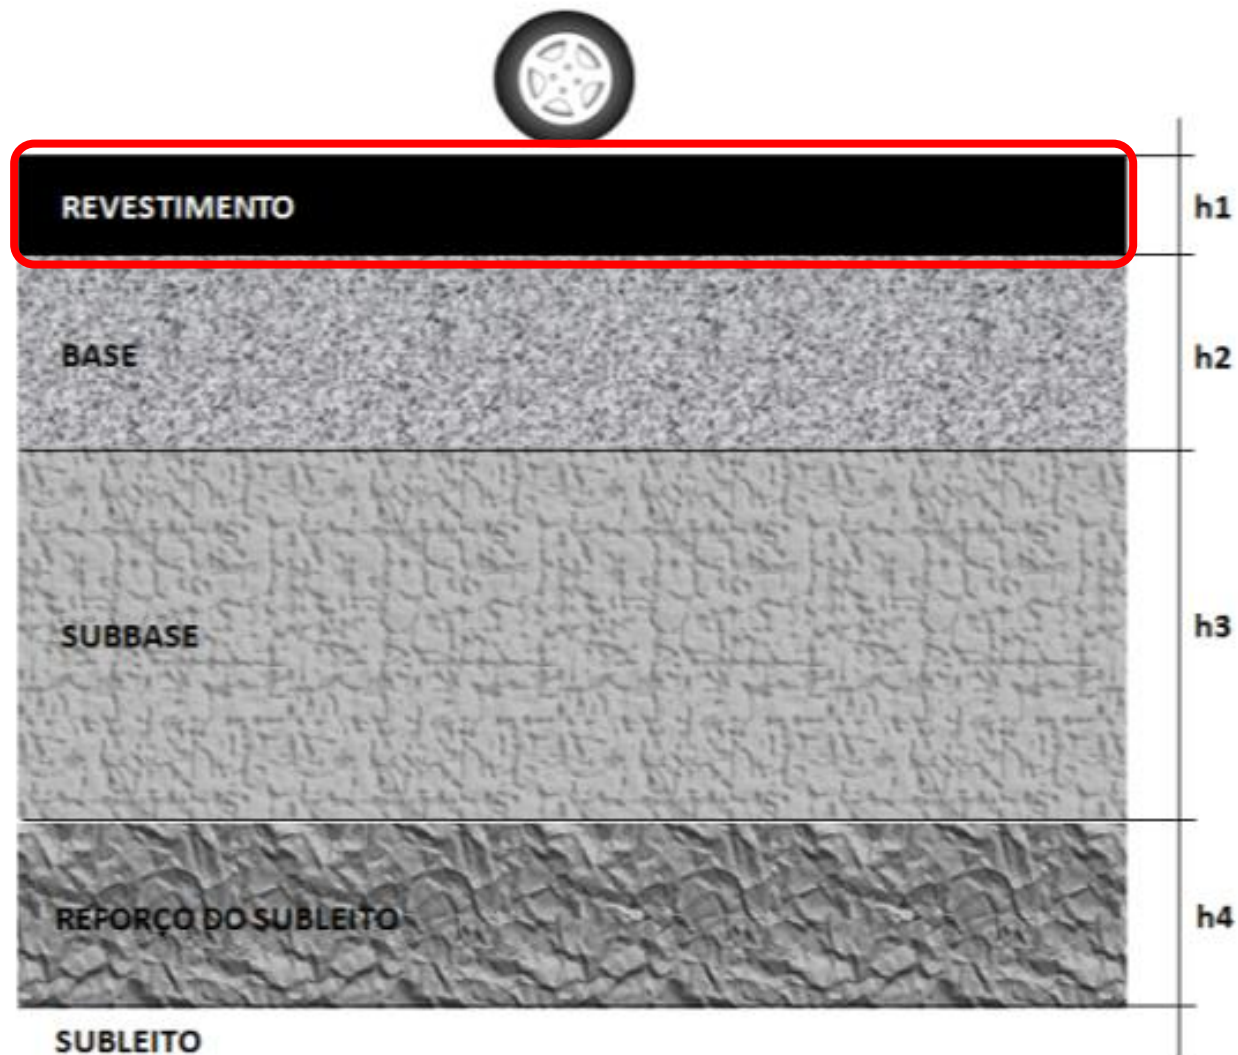 REVESTIMENTO
h1
BASE
h2
SUBBASE
h3
REFORÇO DO SUBLEITO
h4
SUBLEITO